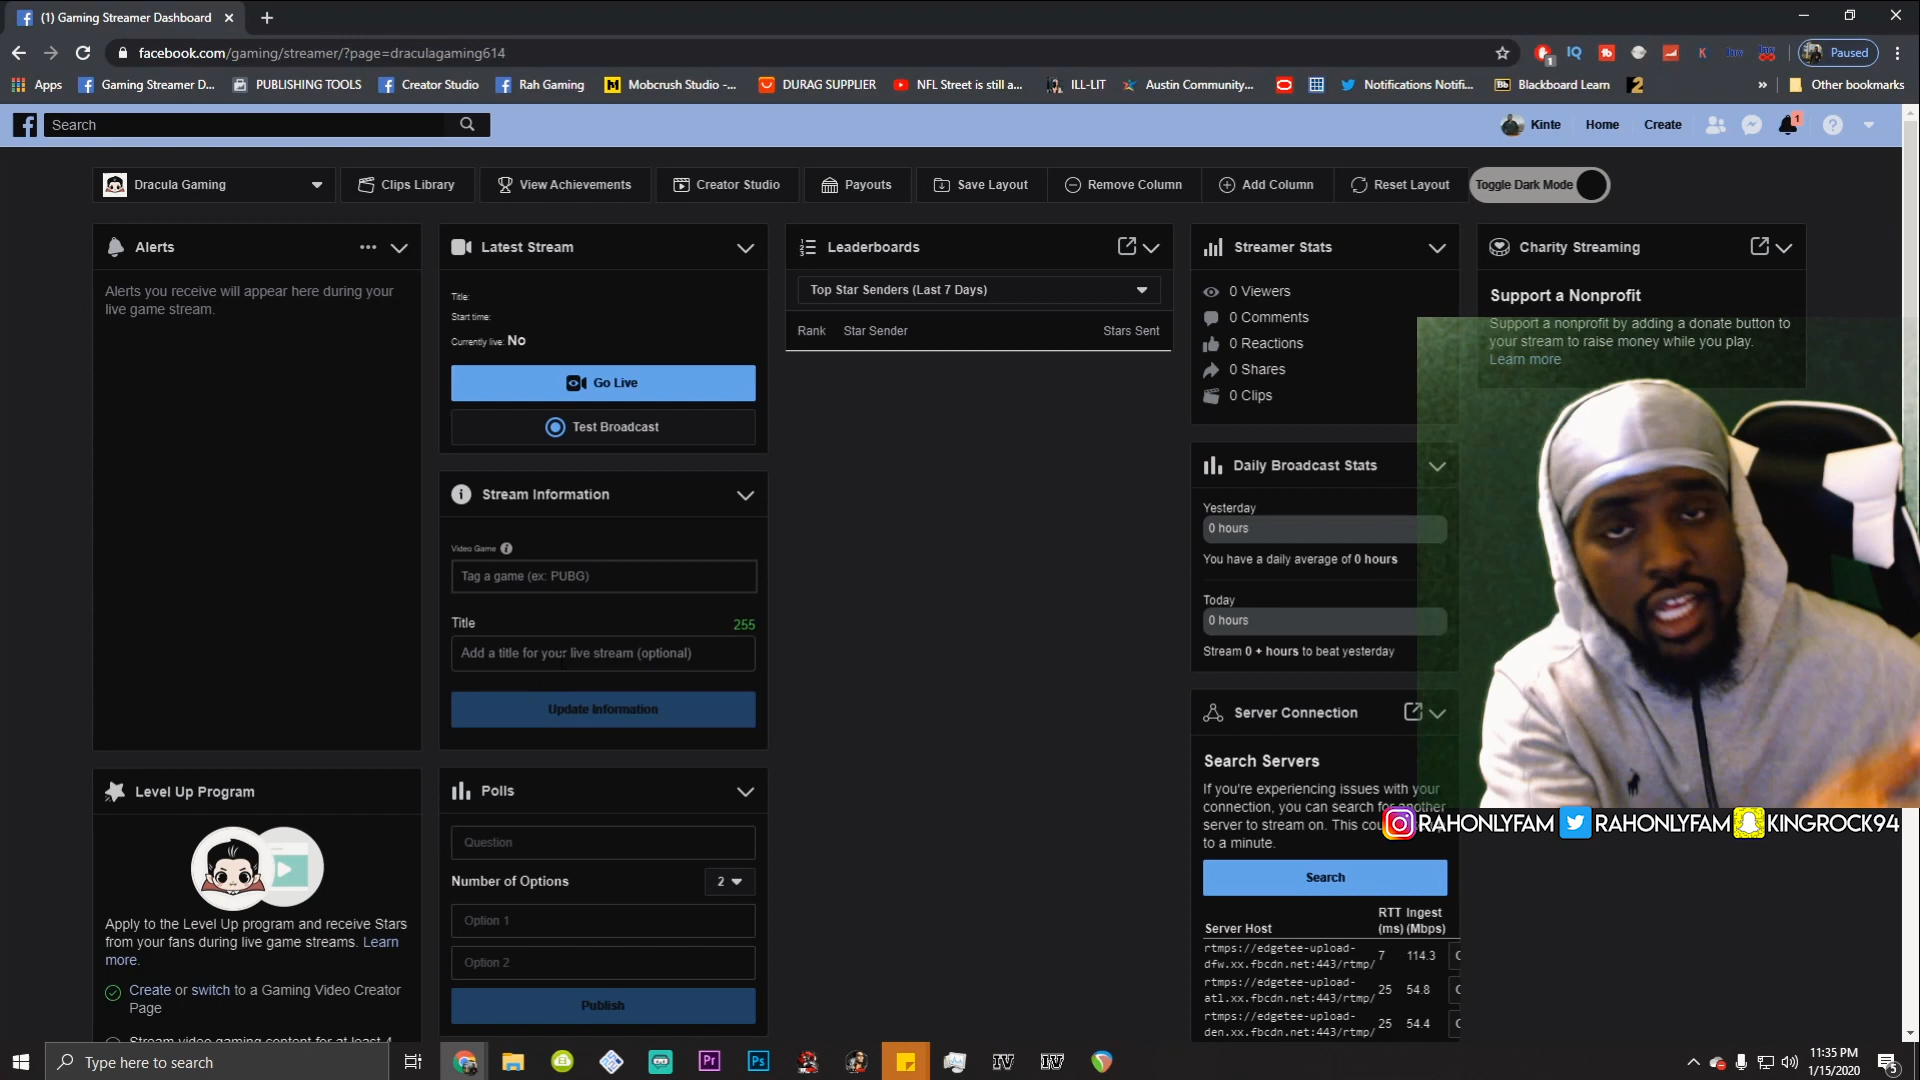 (1) Gaming Streamer Dashboard
facebook.com/gaming/streamer/?page=draculagaming614
1
Paused
Apps
Gaming Streamer D...
PUBLISHING TOOLS
Creator Studio
Rah Gaming
Mobcrush Studio -...
DURAG SUPPLIER
NFL Street is still a...
ILL-LIT
Austin Community...
Notifications Notifi...
Blackboard Learn
»
Other bookmarks
Search
Kinte
Home
Create
1
Dracula Gaming
Clips Library
View Achievements
Creator Studio
Payouts
Save Layout
Remove Column
Add Column
Reset Layout
Toggle Dark Mode
Alerts
Alerts you receive will appear here during your
live game stream.
Level Up Program
Apply to the Level Up program and receive Stars
from your fans during live game streams. Learn
more.
Create or switch to a Gaming Video Creator
Page
Stream video gaming content for at least 4
Latest Stream
Title:
Start time:
Currently live: No
Go Live
Test Broadcast
Stream Information
Video Game
Tag a game (ex: PUBG)
Title 255
Add a title for your live stream (optional)
Update Information
Polls
Question
Number of Options 2
Option 1
Option 2
Publish
Leaderboards
Top Star Senders (Last 7 Days)
Rank Star Sender Stars Sent
Streamer Stats
0 Viewers
0 Comments
0 Reactions
0 Shares
0 Clips
Daily Broadcast Stats
Yesterday
0 hours
You have a daily average of 0 hours
Today
0 hours
Stream 0 + hours to beat yesterday
Server Connection
Search Servers
If you're experiencing issues with your
connection, you can search for another
server to stream on. This
to a minute.
Search
RTT Ingest
Server Host (ms) (Mbps)
rtmps://edgetee-upload-
dfw.xx.fbcdn.net:443/rtmp/ 7 114.3
rtmps://edgetee-upload-
atl.xx.fbcdn.net:443/rtmp/ 25 54.8
rtmps://edgetee-upload-
den.xx.fbcdn.net:443/rtmp/ 25 54.4
Charity Streaming
Support a Nonprofit
Support a nonprofit by adding a donate button to
your stream to raise money while you play.
Learn more
RAHONLYFAM RAHONLYFAM KINGROCK94
Type here to search
Pr
Ps
IV
IV
11:35 PM
1/15/2020
5